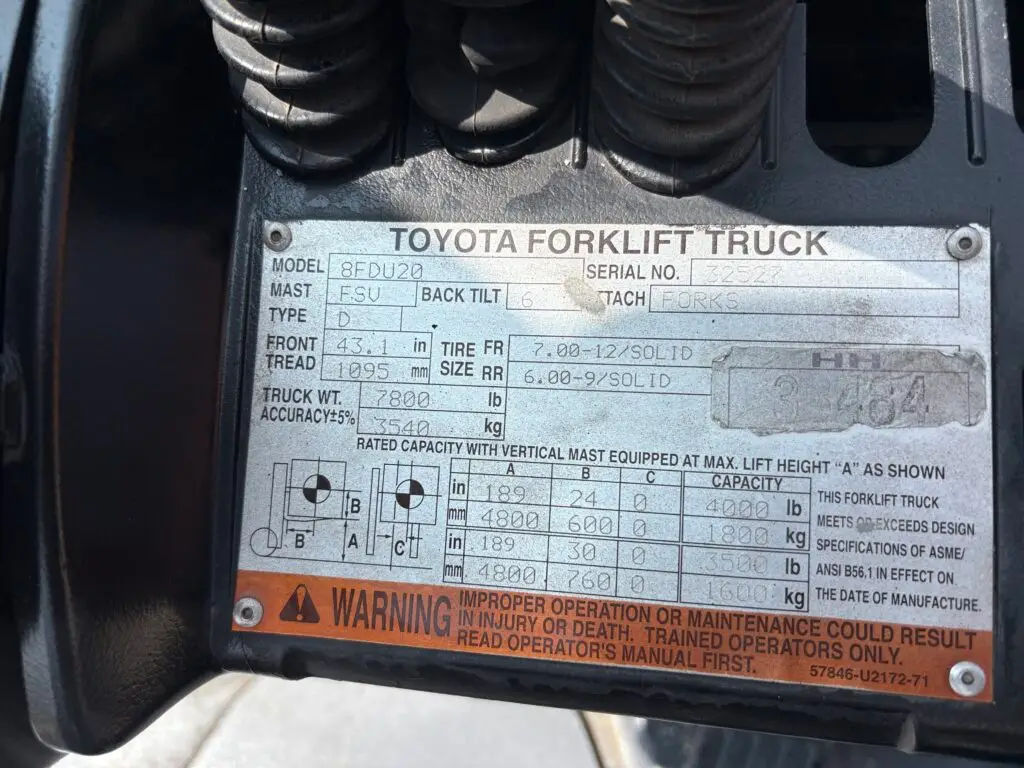 TOYOTA FORKLIFT TRUCK
MODEL 8FDU20 SERIAL NO. 32527
MAST FSV BACK TILT 6 TTACH FORKS
TYPE D
FRONT TREAD 43.1 in 1095 mm
TIRE SIZE FR 7.00-12/SOLID
RR 6.00-9/SOLID
HH
TRUCK WT. 7800 lb
ACCURACY±5% 3540 kg
RATED CAPACITY WITH VERTICAL MAST EQUIPPED AT MAX. LIFT HEIGHT "A" AS SHOWN
A B C CAPACITY
in 189 24 0 4000 lb
mm 4800 600 0 1800 kg
in 189 30 0 3500 lb
mm 4800 760 0 1600 kg
B
B A
C
THIS FORKLIFT TRUCK
MEETS OR EXCEEDS DESIGN
SPECIFICATIONS OF ASME/
ANSI B56.1 IN EFFECT ON
THE DATE OF MANUFACTURE.
WARNING
IMPROPER OPERATION OR MAINTENANCE COULD RESULT
IN INJURY OR DEATH. TRAINED OPERATORS ONLY.
READ OPERATOR'S MANUAL FIRST.
57846-U2172-71